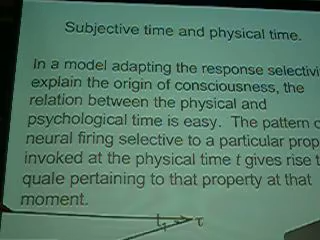 Subjective time and physical time.
In a model adapting the response
explain the origin of consciousness, the
relation between the physical and
psychological time is easy. The pattern
neural firing selective to a particular
invoked at the physical time t gives rise
quale pertaining to that property at that
moment.
τ